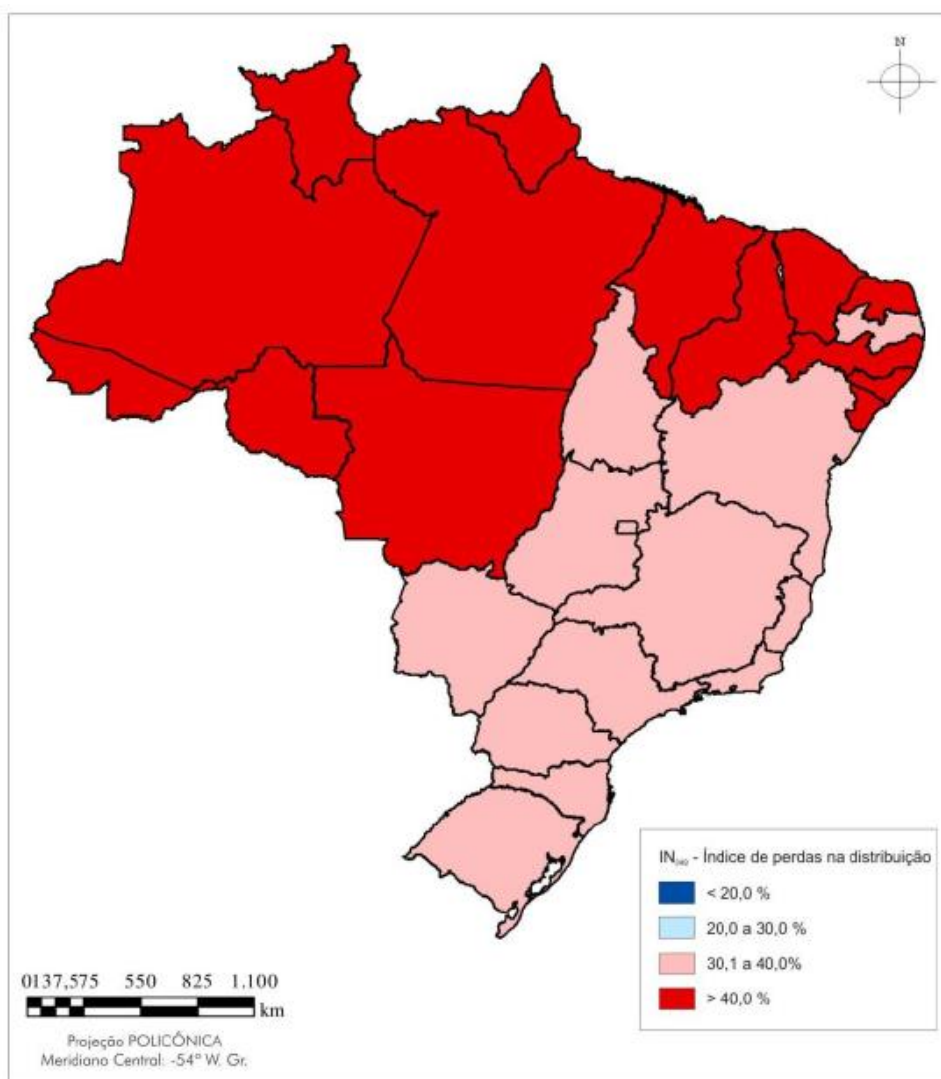 N
IN₀₄₉ - Índice de perdas na distribuição
< 20,0 %
20,0 a 30,0 %
30,1 a 40,0%
> 40,0 %
0137,575 550 825 1.100
km
Projeção POLICÔNICA
Meridiano Central: -54º W. Gr.